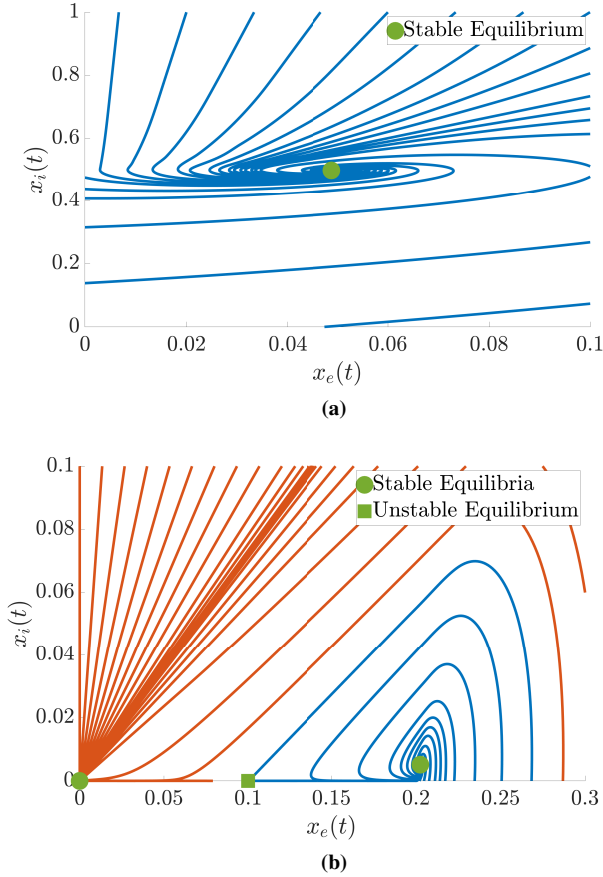 1
0.8
0.6
0.4
0.2
0
x_i(t)
Stable Equilibrium
0 0.02 0.04 0.06 0.08 0.1
x_e(t)
(a)
0.1
0.08
0.06
0.04
0.02
0
x_i(t)
Stable Equilibria
Unstable Equilibrium
0 0.05 0.1 0.15 0.2 0.25 0.3
x_e(t)
(b)